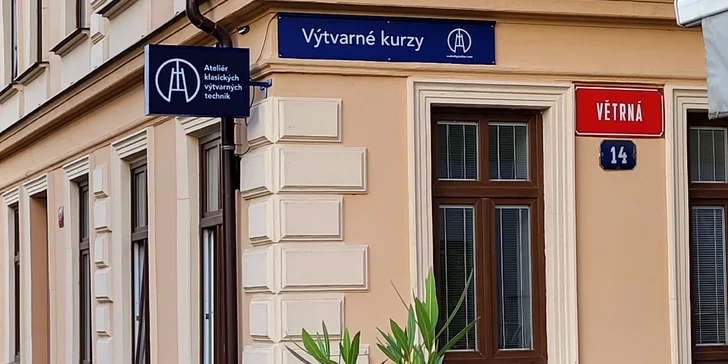 Výtvarné kurzy
Ateliér
klasických
výtvarných
technik
VĚTRNÁ
14